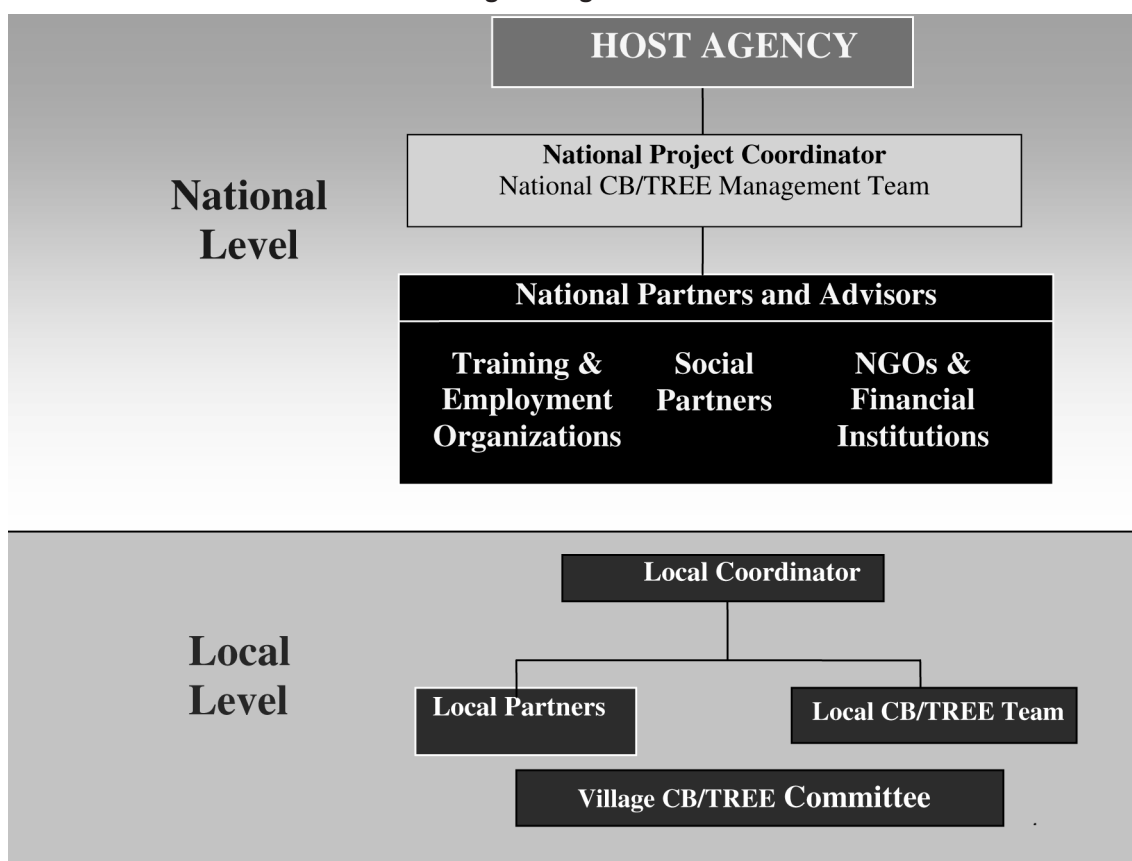 HOST AGENCY
National Project Coordinator
National CB/TREE Management Team
National
Level
National Partners and Advisors
Training &
Employment
Organizations
Social
Partners
NGOs &
Financial
Institutions
Local Coordinator
Local
Level
Local Partners
Local CB/TREE Team
Village CB/TREE Committee